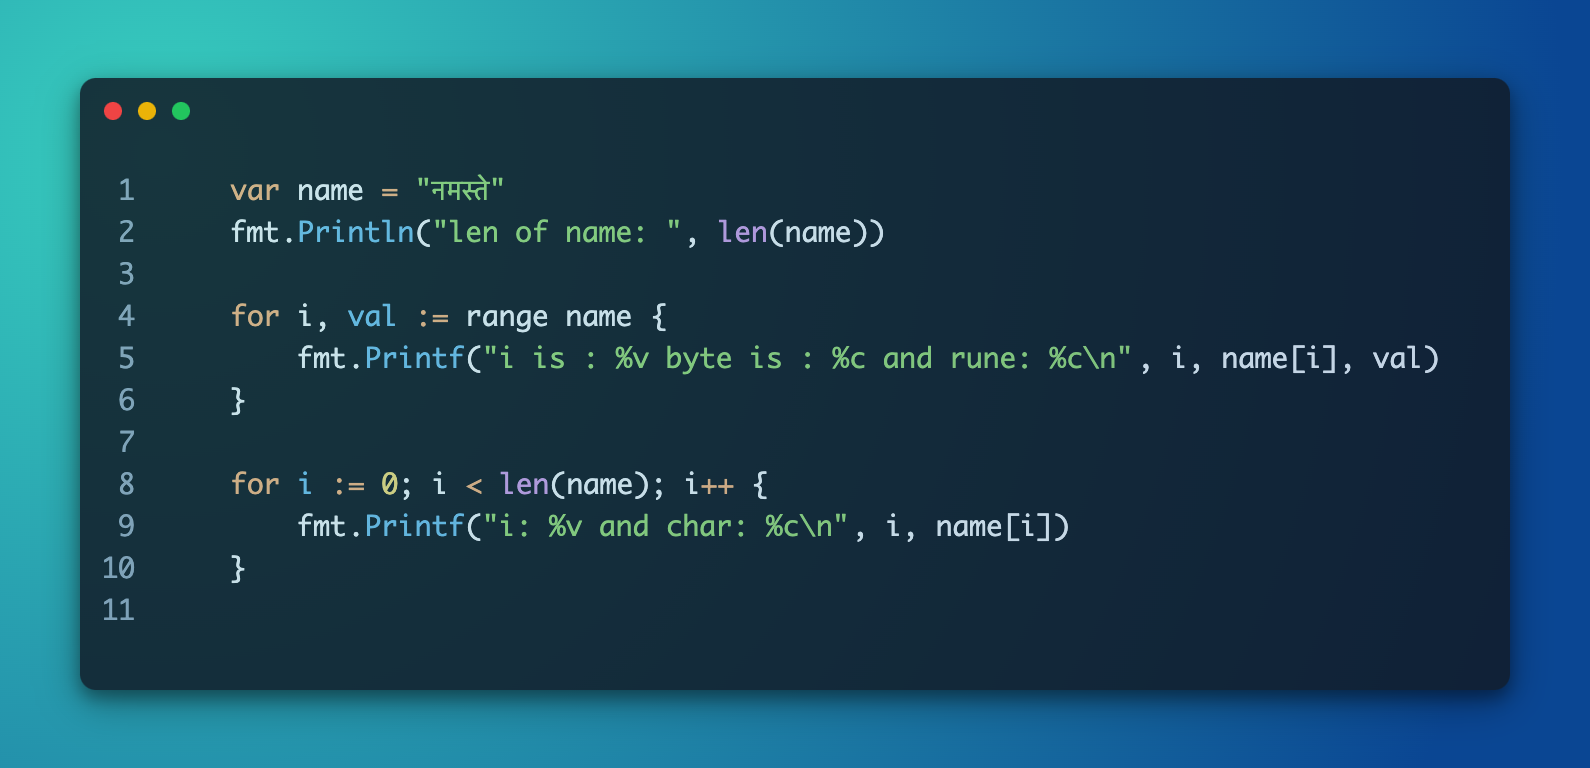 1 var name = "नमस्ते"
2 fmt.Println("len of name: ", len(name))
3
4 for i, val := range name {
5     fmt.Printf("i is : %v byte is : %c and rune: %c\n", i, name[i], val)
6 }
7
8 for i := 0; i < len(name); i++ {
9     fmt.Printf("i: %v and char: %c\n", i, name[i])
10 }
11